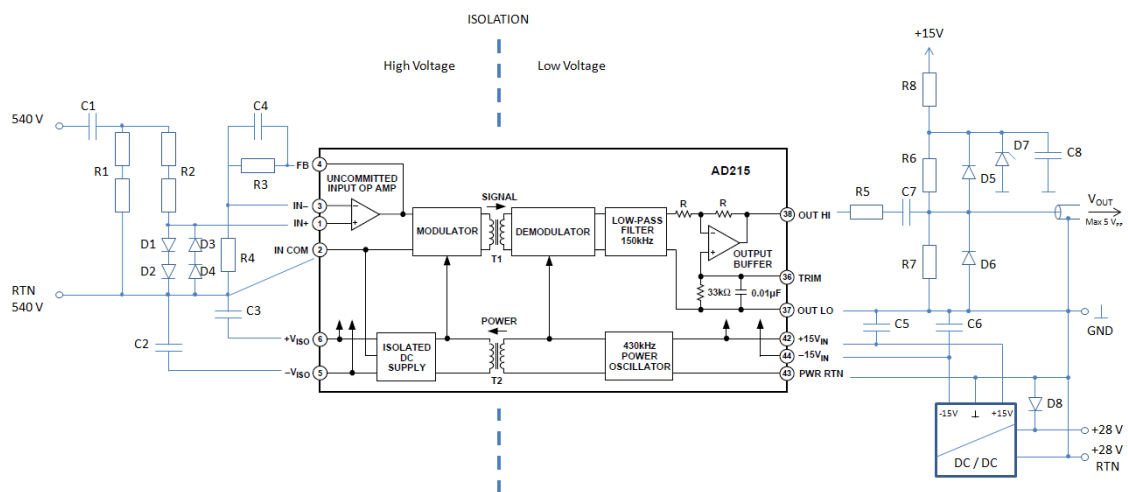 ISOLATION
High Voltage
Low Voltage
+15V
R8
C1
540 V
R1
R2
C4
R3
FB
4
UNCOMMITTED
INPUT OP AMP
AD215
IN–
3
IN+
1
IN COM
2
D1
D3
D2
D4
R4
C3
C2
RTN
540 V
MODULATOR
SIGNAL
T1
DEMODULATOR
LOW-PASS
FILTER
150kHz
R
R
OUTPUT
BUFFER
33kΩ
0.01µF
38
OUT HI
36
TRIM
37
OUT LO
+VISO
6
–VISO
5
ISOLATED
DC
SUPPLY
POWER
T2
430kHz
POWER
OSCILLATOR
42
+15VIN
44
–15VIN
43
PWR RTN
R5
C7
R6
D5
D7
C8
R7
D6
VOUT
Max 5 VPP
C5
C6
GND
-15V
⊥
+15V
DC / DC
D8
+28 V
+28 V
RTN